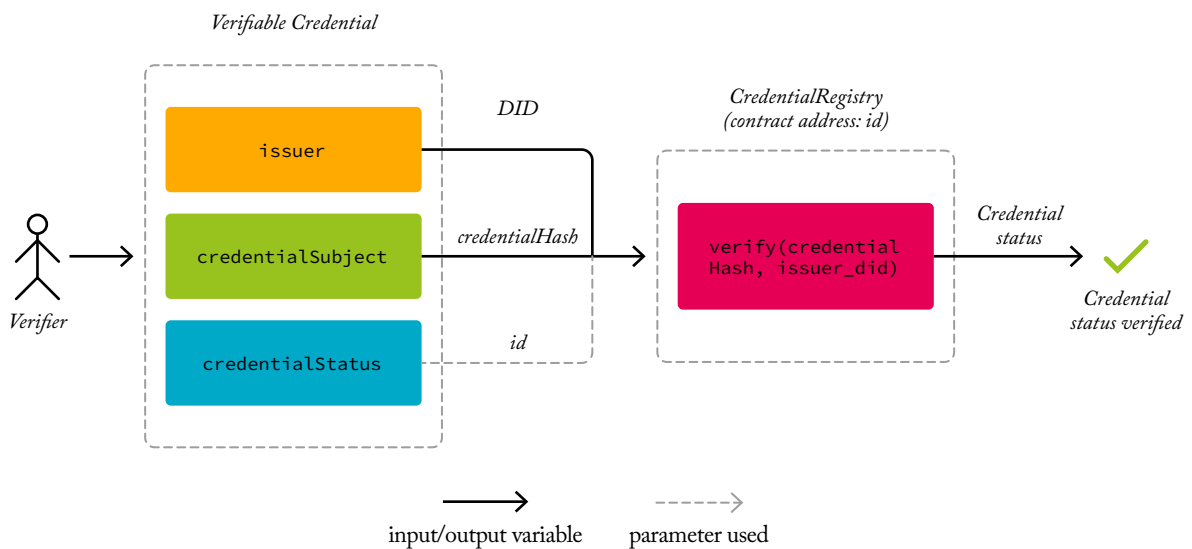 Verifiable Credential
issuer
credentialSubject
credentialStatus
Verifier
DID
credentialHash
id
CredentialRegistry
(contract address: id)
verify(credential
Hash, issuer_did)
Credential
status
Credential
status verified
input/output variable
parameter used